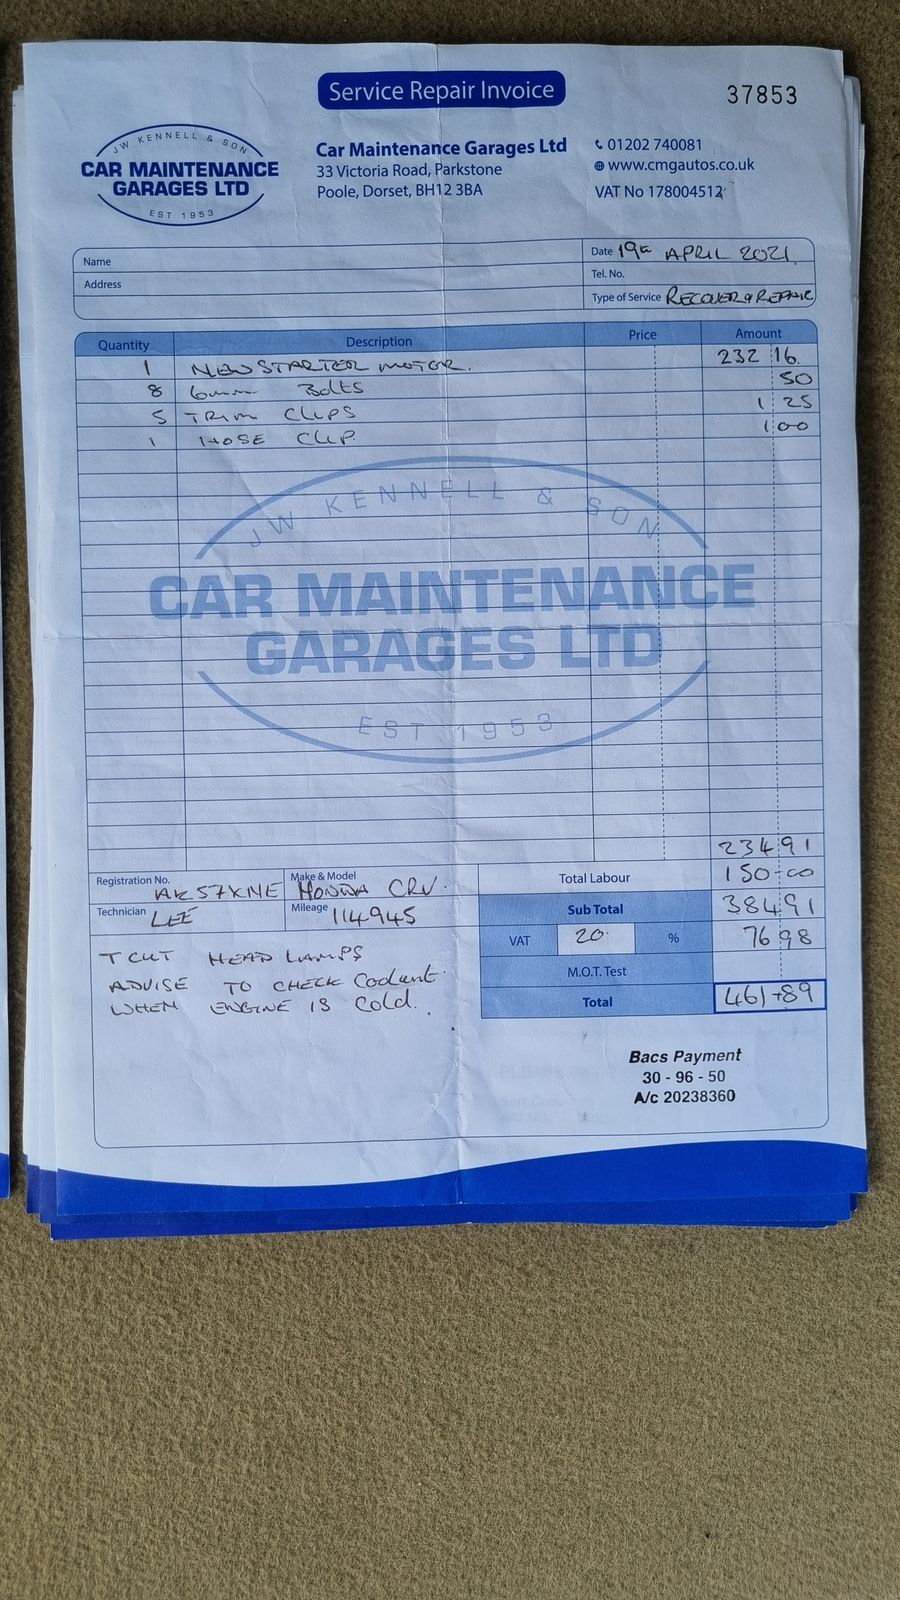 Service Repair Invoice
37853
JW KENNELL & SON
CAR MAINTENANCE
GARAGES LTD
EST 1953
Car Maintenance Garages Ltd
33 Victoria Road, Parkstone
Poole, Dorset, BH12 3BA
01202 740081
www.cmgautos.co.uk
VAT No 178004512
Name
Address
Date 19th APRIL 2021.
Tel. No.
Type of Service RECOVER & REPAIR
Quantity Description Price Amount
1 NEW STARTER MOTOR. 232 16
8 6mm Bolts 50
5 TRIM CLIPS 1 25
1 HOSE CLIP. 1 00
JW KENNELL & SON
CAR MAINTENANCE
GARAGES LTD
EST 1953
234 91
Registration No. AK57KNE Make & Model HONDA CRV. Total Labour 150-00
Technician LEE Mileage 114945 Sub Total 384 91
VAT 20. % 76 98
M.O.T. Test
Total 461-89
T CUT HEAD LAMPS
ADVISE TO CHECK Coolant
WHEN ENGINE IS Cold.
Bacs Payment
30 - 96 - 50
A/c 20238360